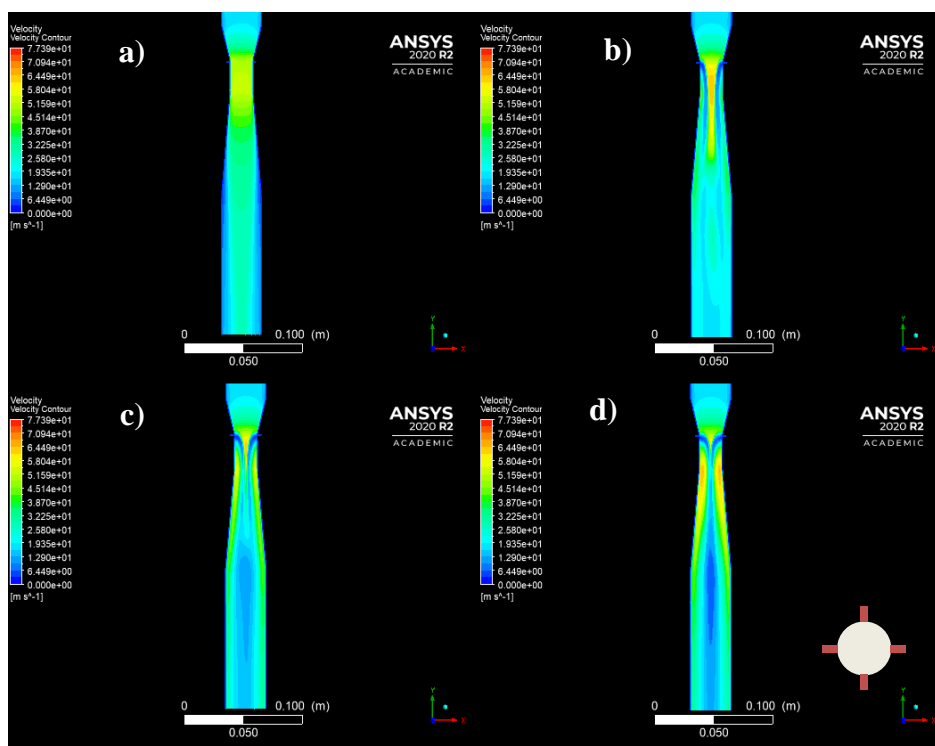 a)
Velocity
Velocity Contour
7.739e+01
7.094e+01
6.449e+01
5.804e+01
5.159e+01
4.514e+01
3.870e+01
3.225e+01
2.580e+01
1.935e+01
1.290e+01
6.449e+00
0.000e+00
[m s^-1]
ANSYS
2020 R2
ACADEMIC
0 0.100 (m)
0.050
Y
X
b)
Velocity
Velocity Contour
7.739e+01
7.094e+01
6.449e+01
5.804e+01
5.159e+01
4.514e+01
3.870e+01
3.225e+01
2.580e+01
1.935e+01
1.290e+01
6.449e+00
0.000e+00
[m s^-1]
ANSYS
2020 R2
ACADEMIC
0 0.100 (m)
0.050
Y
X
c)
Velocity
Velocity Contour
7.739e+01
7.094e+01
6.449e+01
5.804e+01
5.159e+01
4.514e+01
3.870e+01
3.225e+01
2.580e+01
1.935e+01
1.290e+01
6.449e+00
0.000e+00
[m s^-1]
ANSYS
2020 R2
ACADEMIC
0 0.100 (m)
0.050
Y
X
d)
Velocity
Velocity Contour
7.739e+01
7.094e+01
6.449e+01
5.804e+01
5.159e+01
4.514e+01
3.870e+01
3.225e+01
2.580e+01
1.935e+01
1.290e+01
6.449e+00
0.000e+00
[m s^-1]
ANSYS
2020 R2
ACADEMIC
0 0.100 (m)
0.050
Y
X